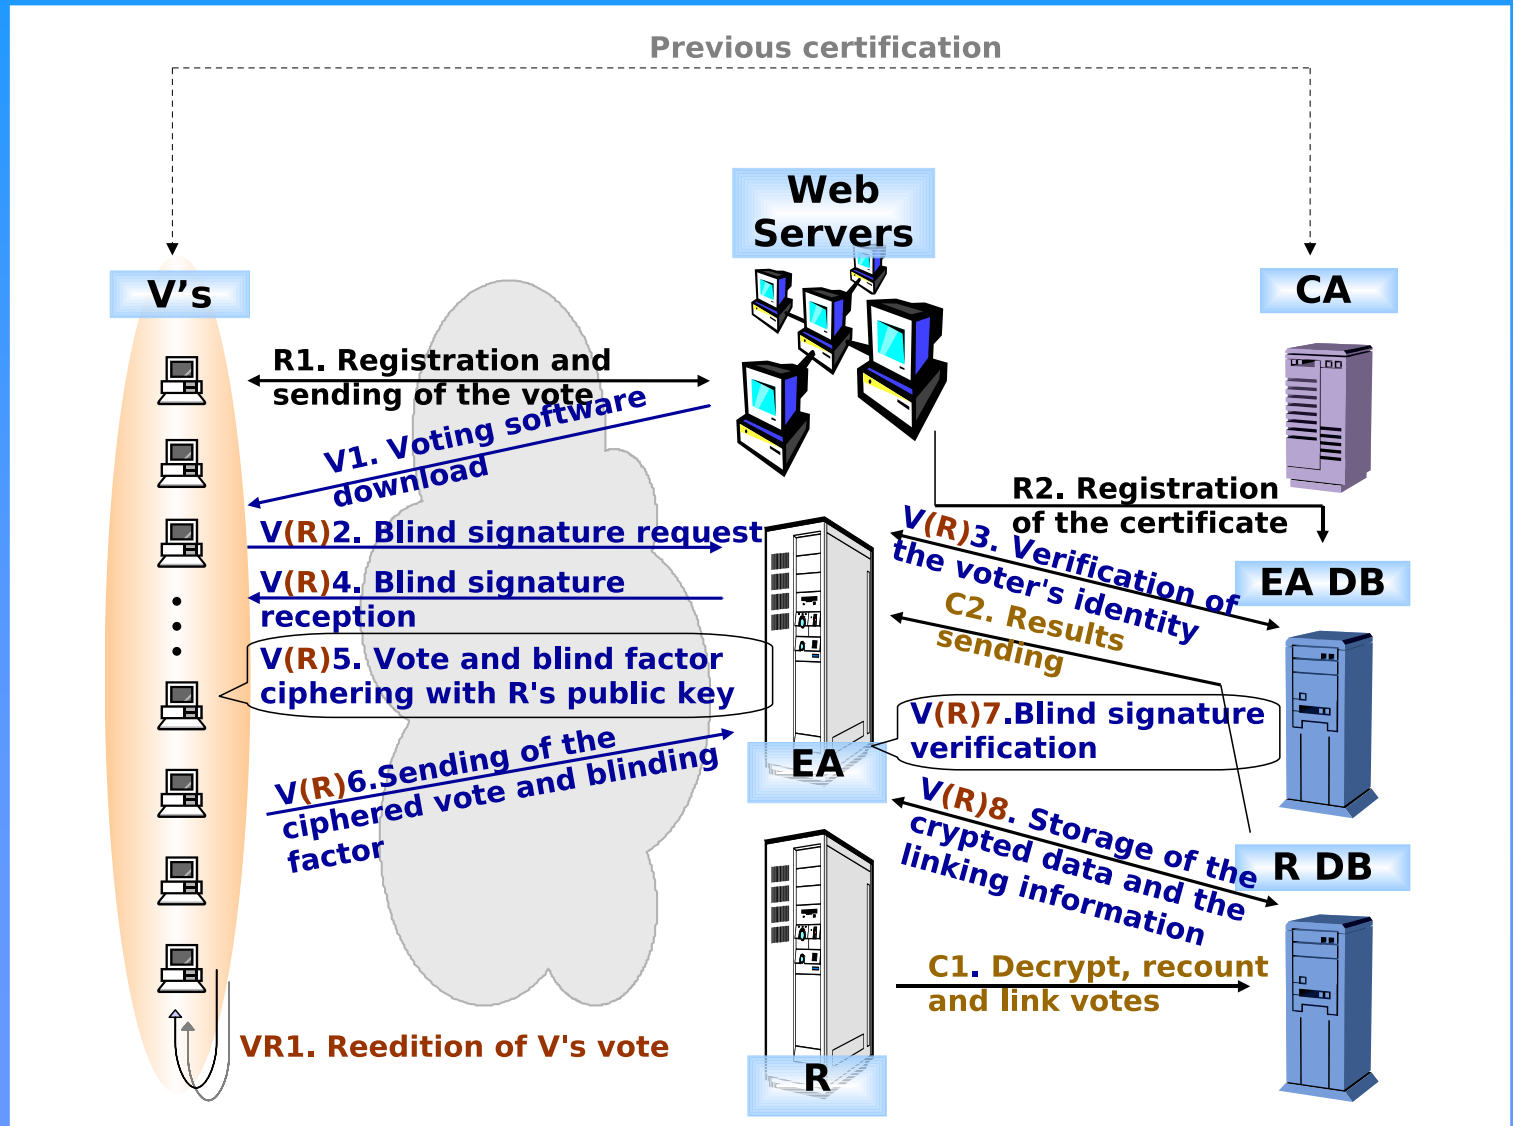 Previous certification
Web
Servers
V's
CA
R1. Registration and
sending of the vote
V1. Voting software
download
R2. Registration
of the certificate
V(R)2. Blind signature request
V(R)3. Verification of
the voter's identity
EA DB
V(R)4. Blind signature
reception
C2. Results
sending
V(R)5. Vote and blind factor
ciphering with R's public key
V(R)7.Blind signature
verification
EA
V(R)6.Sending of the
ciphered vote and blinding
factor
V(R)8. Storage of the
crypted data and the
linking information
R DB
C1. Decrypt, recount
and link votes
VR1. Reedition of V's vote
R